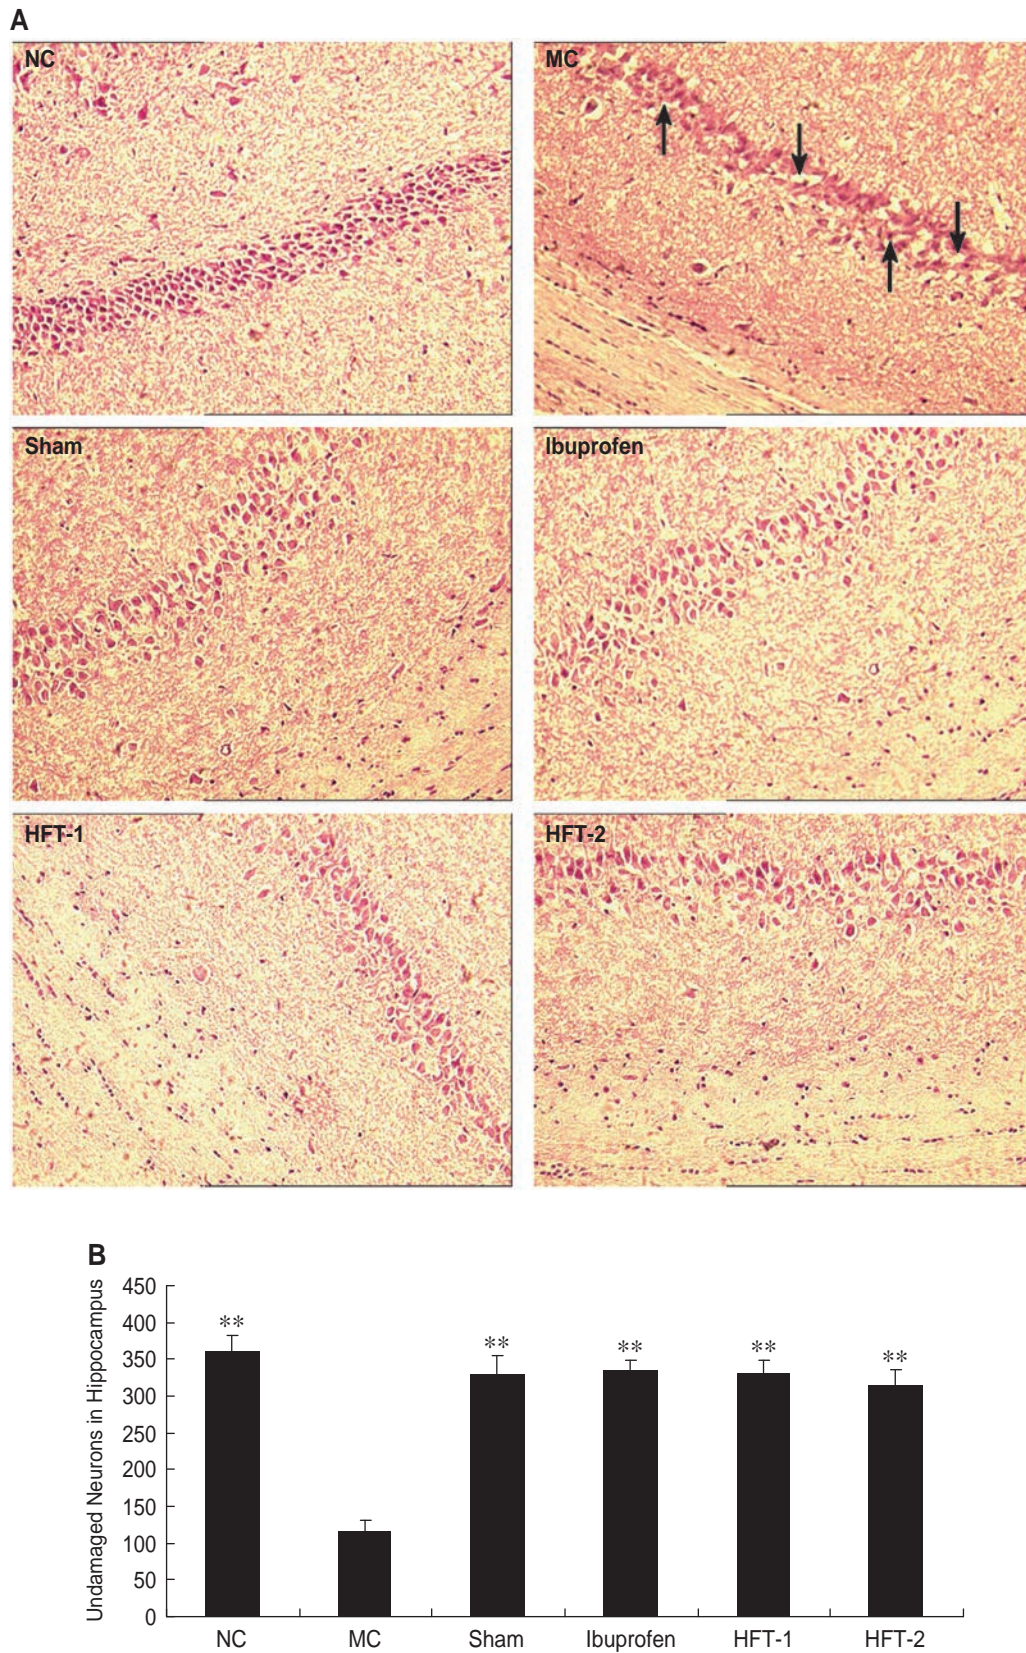 A
NC
MC
Sham
Ibuprofen
HFT-1
HFT-2
B
Undamaged Neurons in Hippocampus
450
400
350
300
250
200
150
100
50
0
**
**
**
**
**
NC
MC
Sham
Ibuprofen
HFT-1
HFT-2